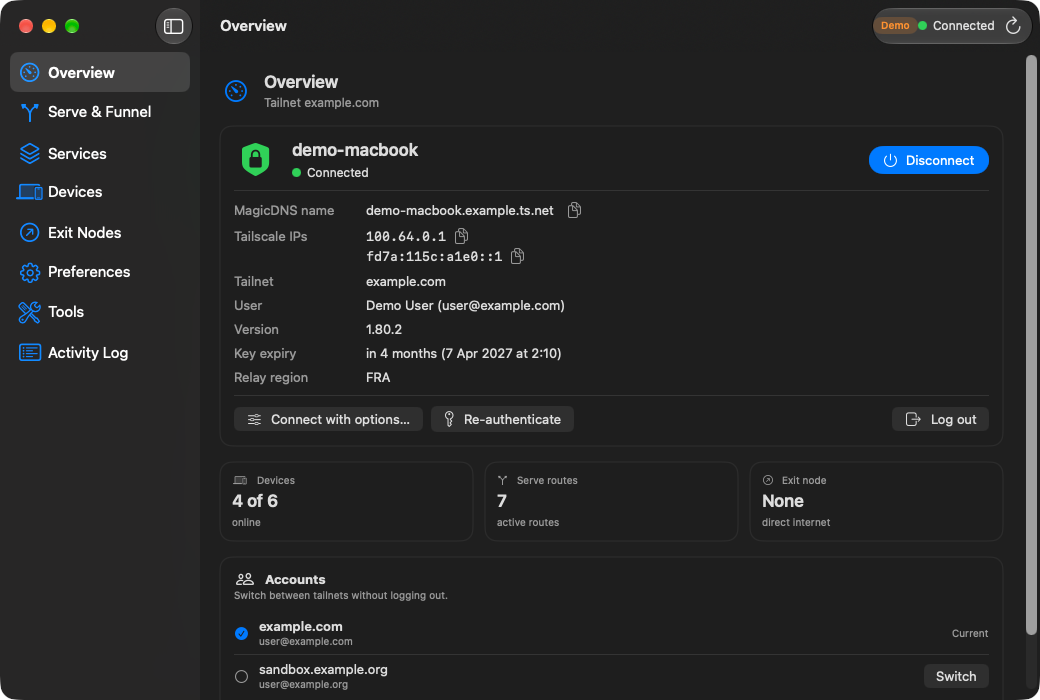 Overview
Demo
Connected
Overview
Serve & Funnel
Services
Devices
Exit Nodes
Preferences
Tools
Activity Log
Overview
Tailnet example.com
demo-macbook
Connected
Disconnect
MagicDNS name demo-macbook.example.ts.net
Tailscale IPs 100.64.0.1
fd7a:115c:a1e0::1
Tailnet example.com
User Demo User (user@example.com)
Version 1.80.2
Key expiry in 4 months (7 Apr 2027 at 2:10)
Relay region FRA
Connect with options... Re-authenticate Log out
Devices
4 of 6
online
Serve routes
7
active routes
Exit node
None
direct internet
Accounts
Switch between tailnets without logging out.
example.com
user@example.com
Current
sandbox.example.org
user@example.org
Switch